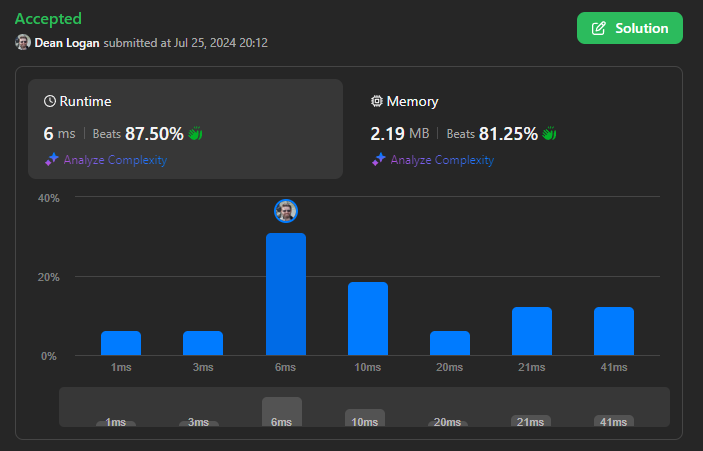 Accepted
Solution
Dean Logan submitted at Jul 25, 2024 20:12
Runtime
6 ms | Beats 87.50%
Analyze Complexity
Memory
2.19 MB | Beats 81.25%
Analyze Complexity
40%
20%
0%
1ms 3ms 6ms 10ms 20ms 21ms 41ms
1ms 3ms 6ms 10ms 20ms 21ms 41ms